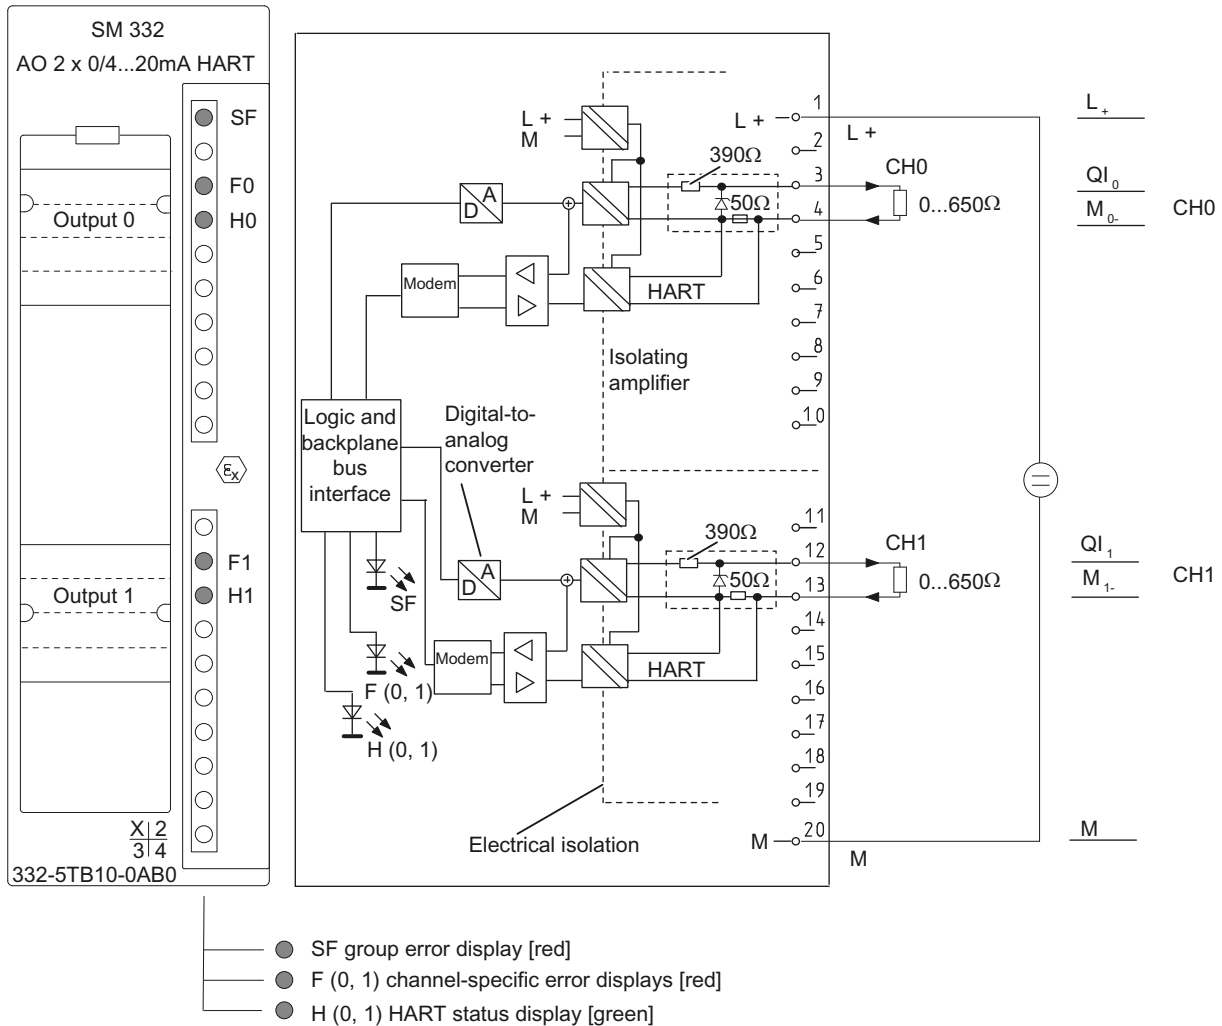 SM 332
AO 2 x 0/4...20mA HART
SF
F0
H0
Output 0
εx
F1
H1
Output 1
X 2
3 4
332-5TB10-0AB0
L +
M
D A
Modem
390Ω
50Ω
HART
Isolating
amplifier
Logic and
backplane
bus
interface
Digital-to-
analog
converter
L +
M
D A
Modem
390Ω
50Ω
HART
SF
F (0, 1)
H (0, 1)
Electrical isolation
L +
1
2
3
4
5
6
7
8
9
10
11
12
13
14
15
16
17
18
19
M
20
L +
CH0
0...650Ω
CH1
0...650Ω
M
L+
QI0
M0-
CH0
QI1
M1-
CH1
M
SF group error display [red]
F (0, 1) channel-specific error displays [red]
H (0, 1) HART status display [green]